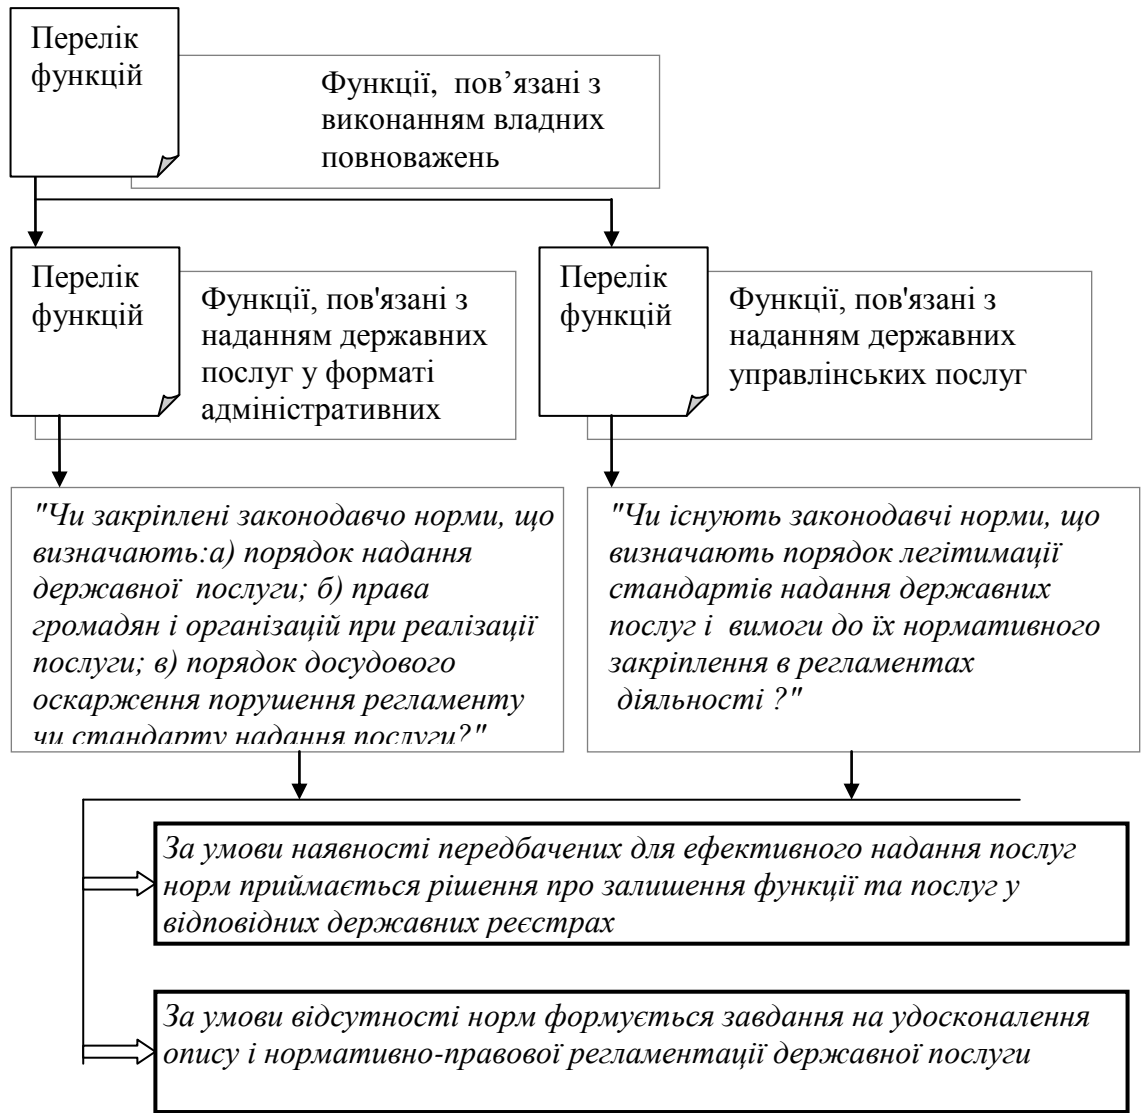 Перелік
функцій
Функції,  пов’язані з
виконанням владних
повноважень
Перелік
функцій
Функції, пов'язані з
наданням державних
послуг у форматі
адміністративних
Перелік
функцій
Функції, пов'язані з
наданням державних
управлінських послуг
"Чи закріплені законодавчо норми, що
визначають:а) порядок надання
державної  послуги; б) права
громадян і організацій при реалізації
послуги; в) порядок досудового
оскарження порушення регламенту
чи стандарту надання послуги?"
"Чи існують законодавчі норми, що
визначають порядок легітимації
стандартів надання державних
послуг і  вимоги до їх нормативного
закріплення в регламентах
діяльності ?"
За умови наявності передбачених для ефективного надання послуг
норм приймається рішення про залишення функції та послуг у
відповідних державних реєстрах
За умови відсутності норм формується завдання на удосконалення
опису і нормативно-правової регламентації державної послуги